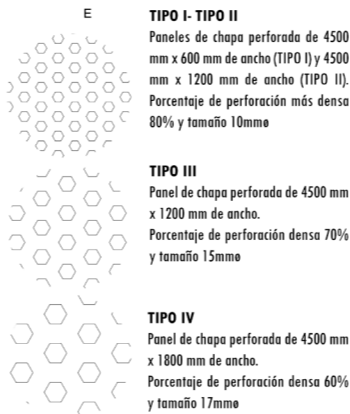 E
TIPO I- TIPO II
Paneles de chapa perforada de 4500
mm x 600 mm de ancho (TIPO I) y 4500
mm x 1200 mm de ancho (TIPO II).
Porcentaje de perforación más densa
80% y tamaño 10mmø
TIPO III
Panel de chapa perforada de 4500 mm
x 1200 mm de ancho.
Porcentaje de perforación densa 70%
y tamaño 15mmø
TIPO IV
Panel de chapa perforada de 4500 mm
x 1800 mm de ancho.
Porcentaje de perforación densa 60%
y tamaño 17mmø